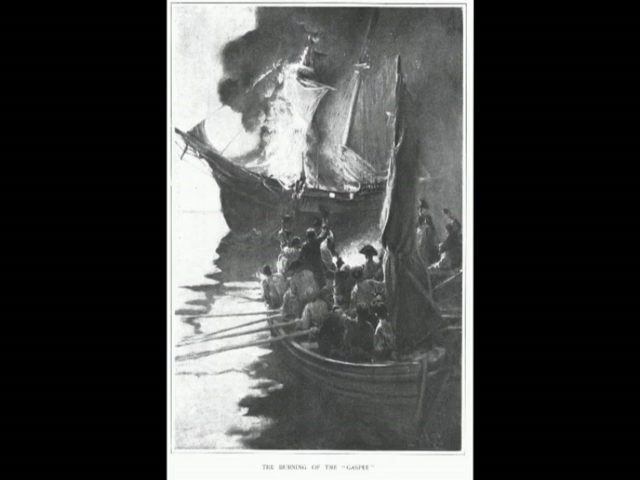 THE BURNING OF THE "GASPEE"